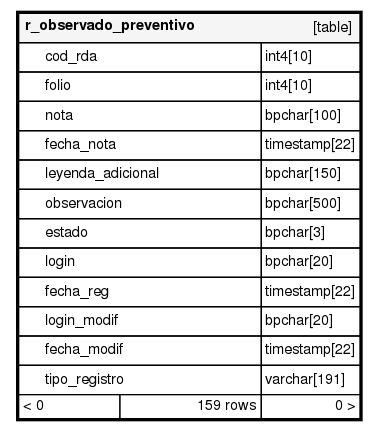 r_observado_preventivo [table]
cod_rda int4[10]
folio int4[10]
nota bpchar[100]
fecha_nota timestamp[22]
leyenda_adicional bpchar[150]
observacion bpchar[500]
estado bpchar[3]
login bpchar[20]
fecha_reg timestamp[22]
login_modif bpchar[20]
fecha_modif timestamp[22]
tipo_registro varchar[191]
< 0 159 rows 0 >